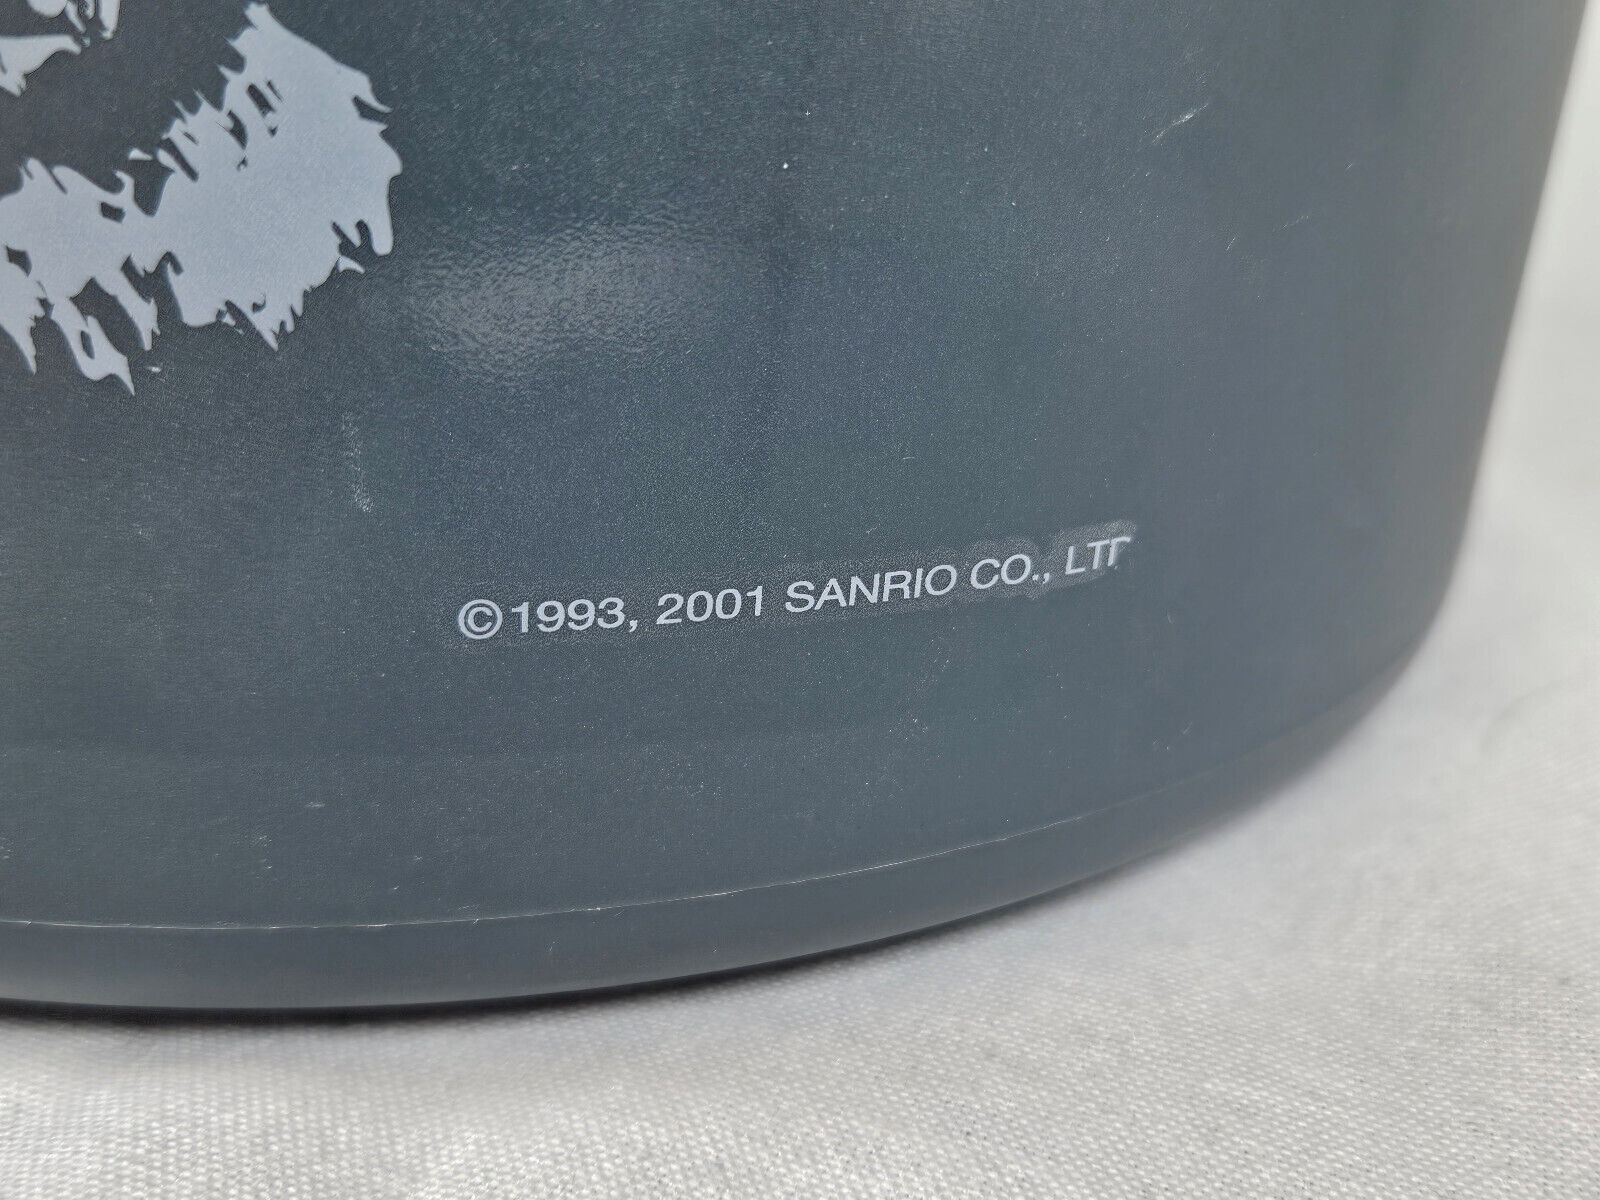 ©1993, 2001 SANRIO CO., LTD